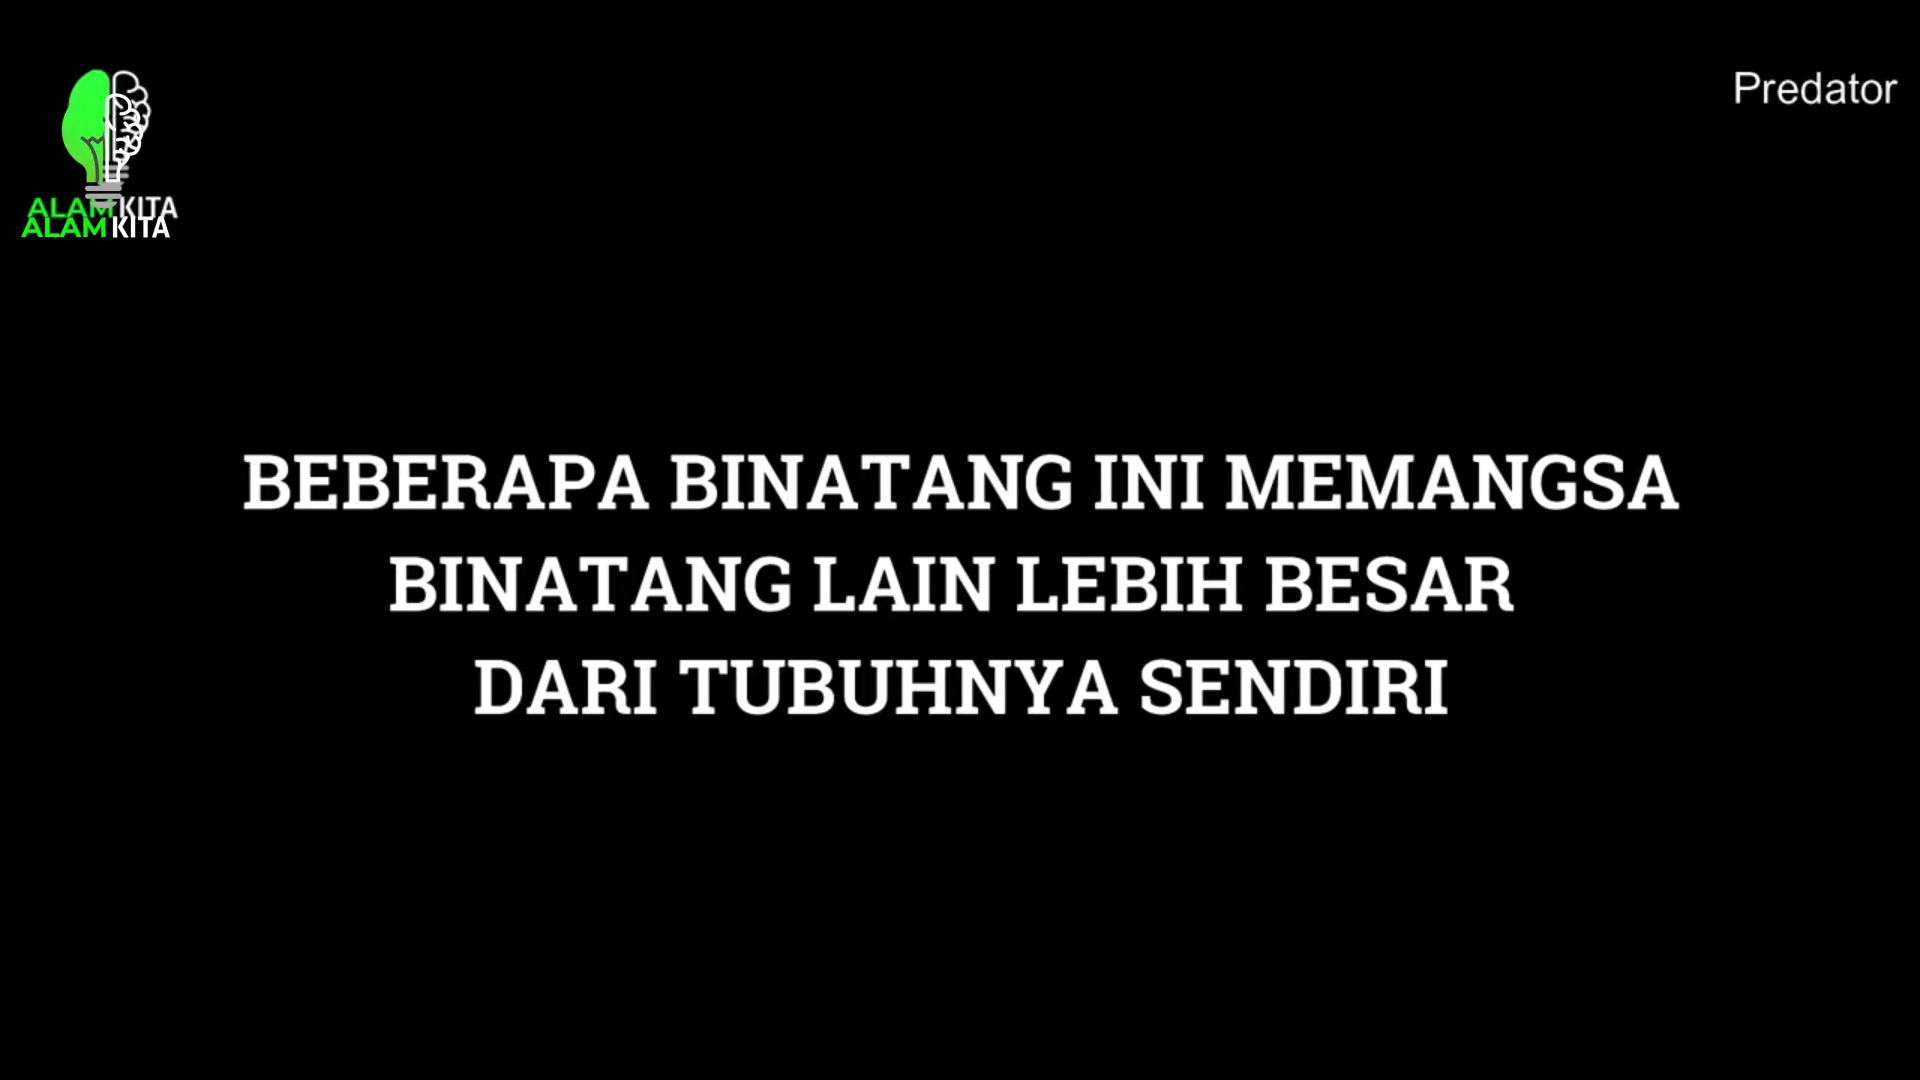 Predator
ALAM KITA
ALAM KITA
BEBERAPA BINATANG INI MEMANGSA
BINATANG LAIN LEBIH BESAR
DARI TUBUHNYA SENDIRI